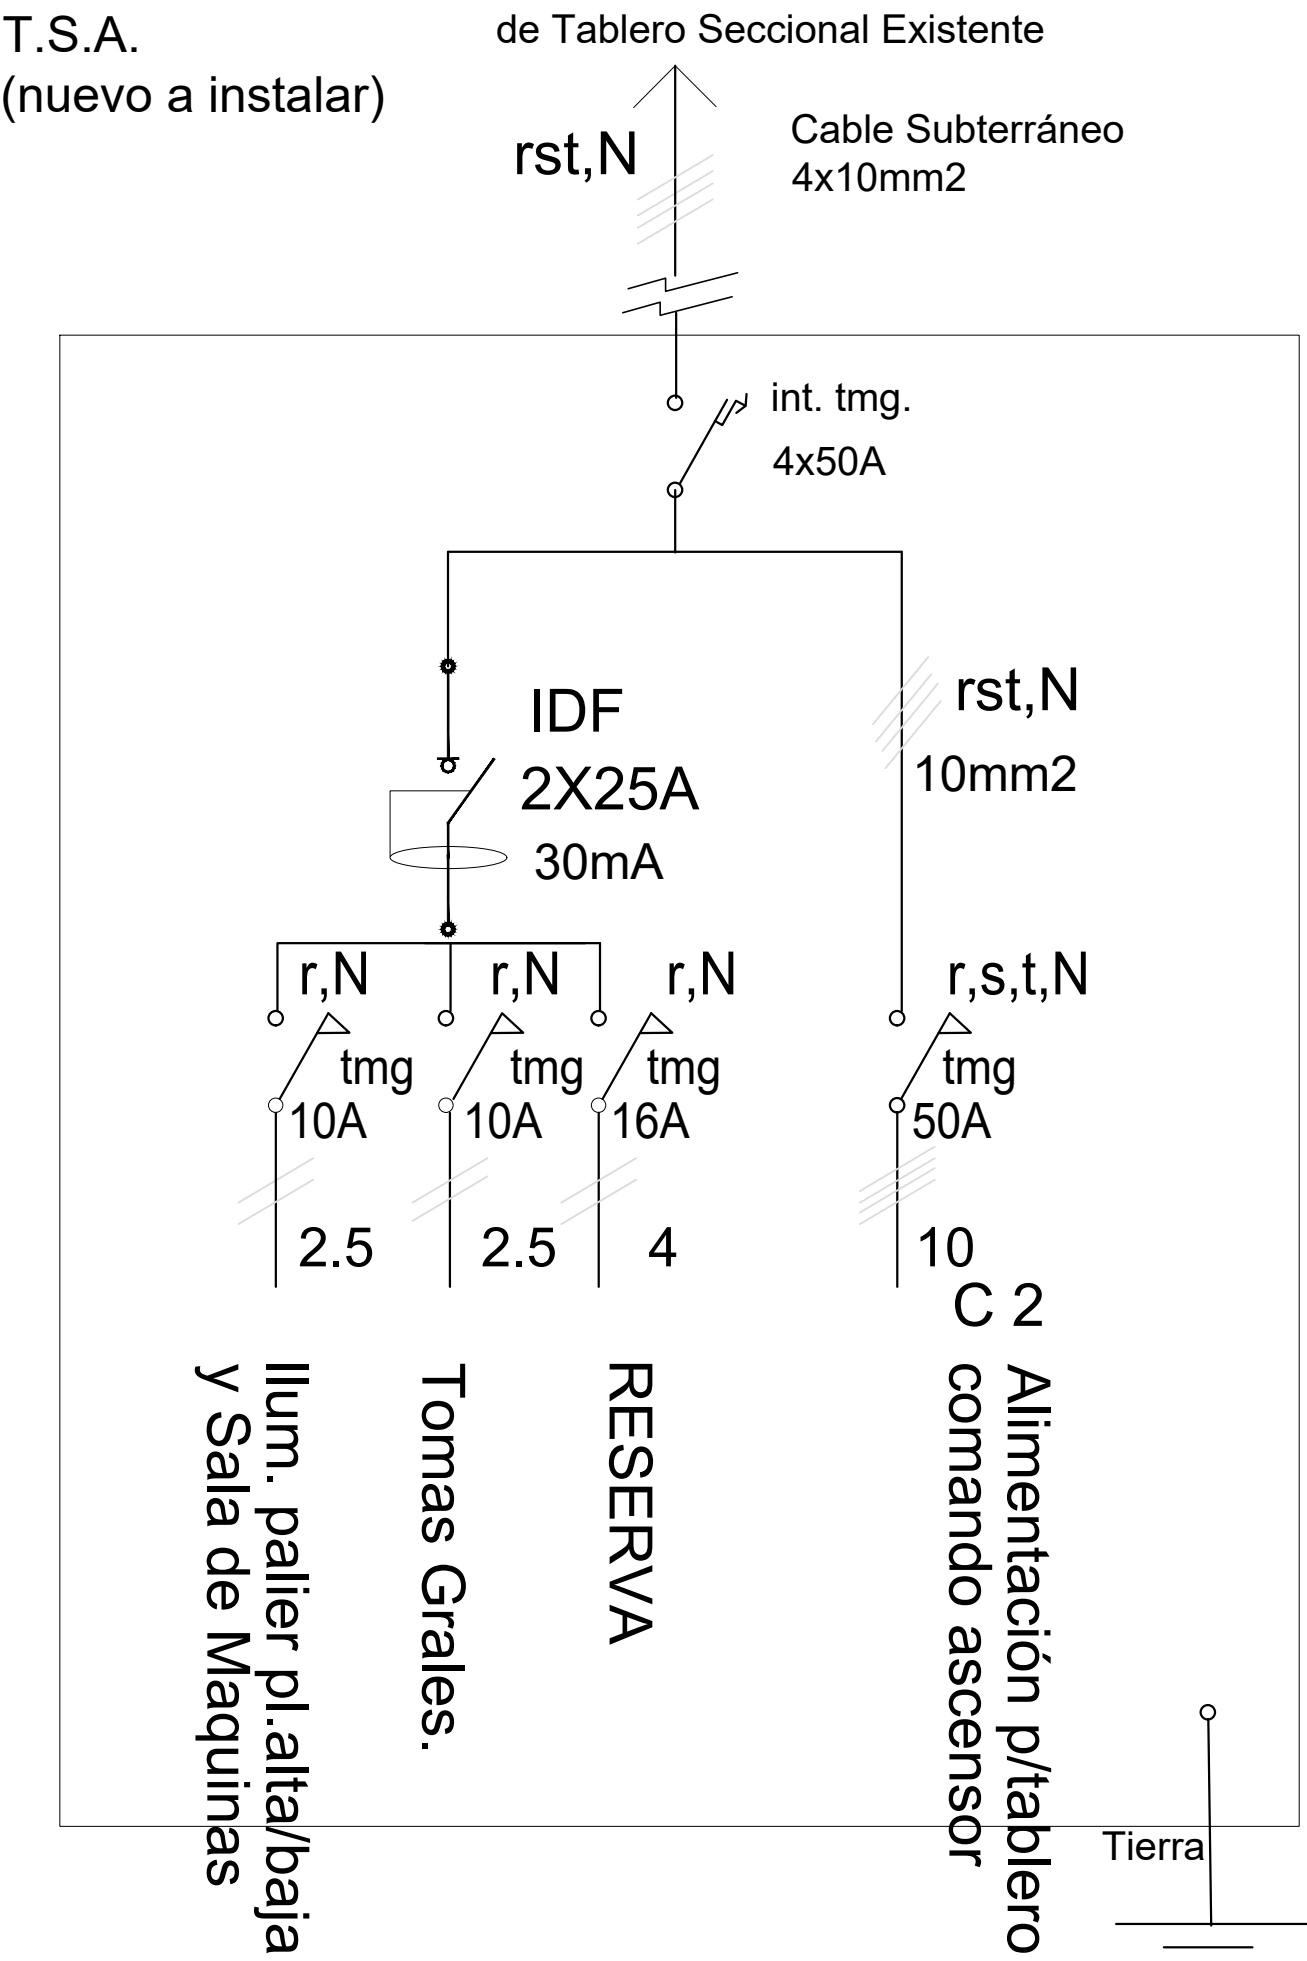 T.S.A.
(nuevo a instalar)
de Tablero Seccional Existente
rst,N
Cable Subterráneo
4x10mm2
int. tmg.
4x50A
IDF
2X25A
30mA
rst,N
10mm2
r,N
tmg
10A
2.5
r,N
tmg
10A
2.5
r,N
tmg
16A
4
r,s,t,N
tmg
50A
10
C 2
Ilum. palier pl.alta/baja
y Sala de Maquinas
Tomas Grales.
RESERVA
Alimentación p/tablero
comando ascensor
Tierra